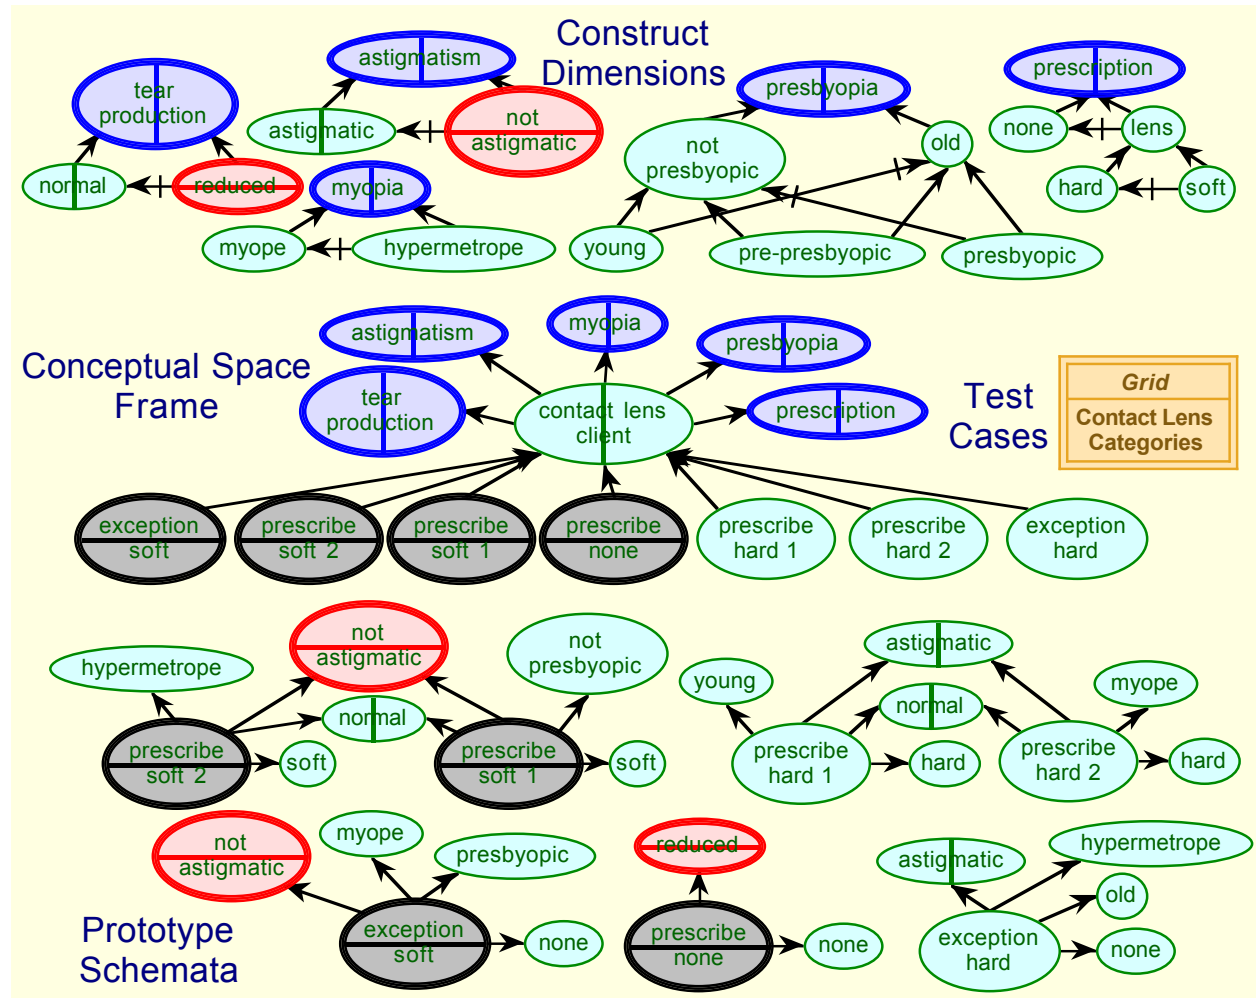 Construct
Dimensions
tear
production
normal
reduced
astigmatism
astigmatic
not
astigmatic
myopia
myope
hypermetrope
presbyopia
not
presbyopic
old
young
pre-presbyopic
presbyopic
prescription
none
lens
hard
soft
Conceptual Space
Frame
astigmatism
myopia
presbyopia
tear
production
contact lens
client
prescription
Test
Cases
Grid
Contact Lens
Categories
exception
soft
prescribe
soft 2
prescribe
soft 1
prescribe
none
prescribe
hard 1
prescribe
hard 2
exception
hard
hypermetrope
not
astigmatic
not
presbyopic
normal
prescribe
soft 2
soft
prescribe
soft 1
soft
astigmatic
young
normal
myope
prescribe
hard 1
hard
prescribe
hard 2
hard
Prototype
Schemata
not
astigmatic
myope
presbyopic
exception
soft
none
reduced
prescribe
none
none
astigmatic
hypermetrope
old
exception
hard
none